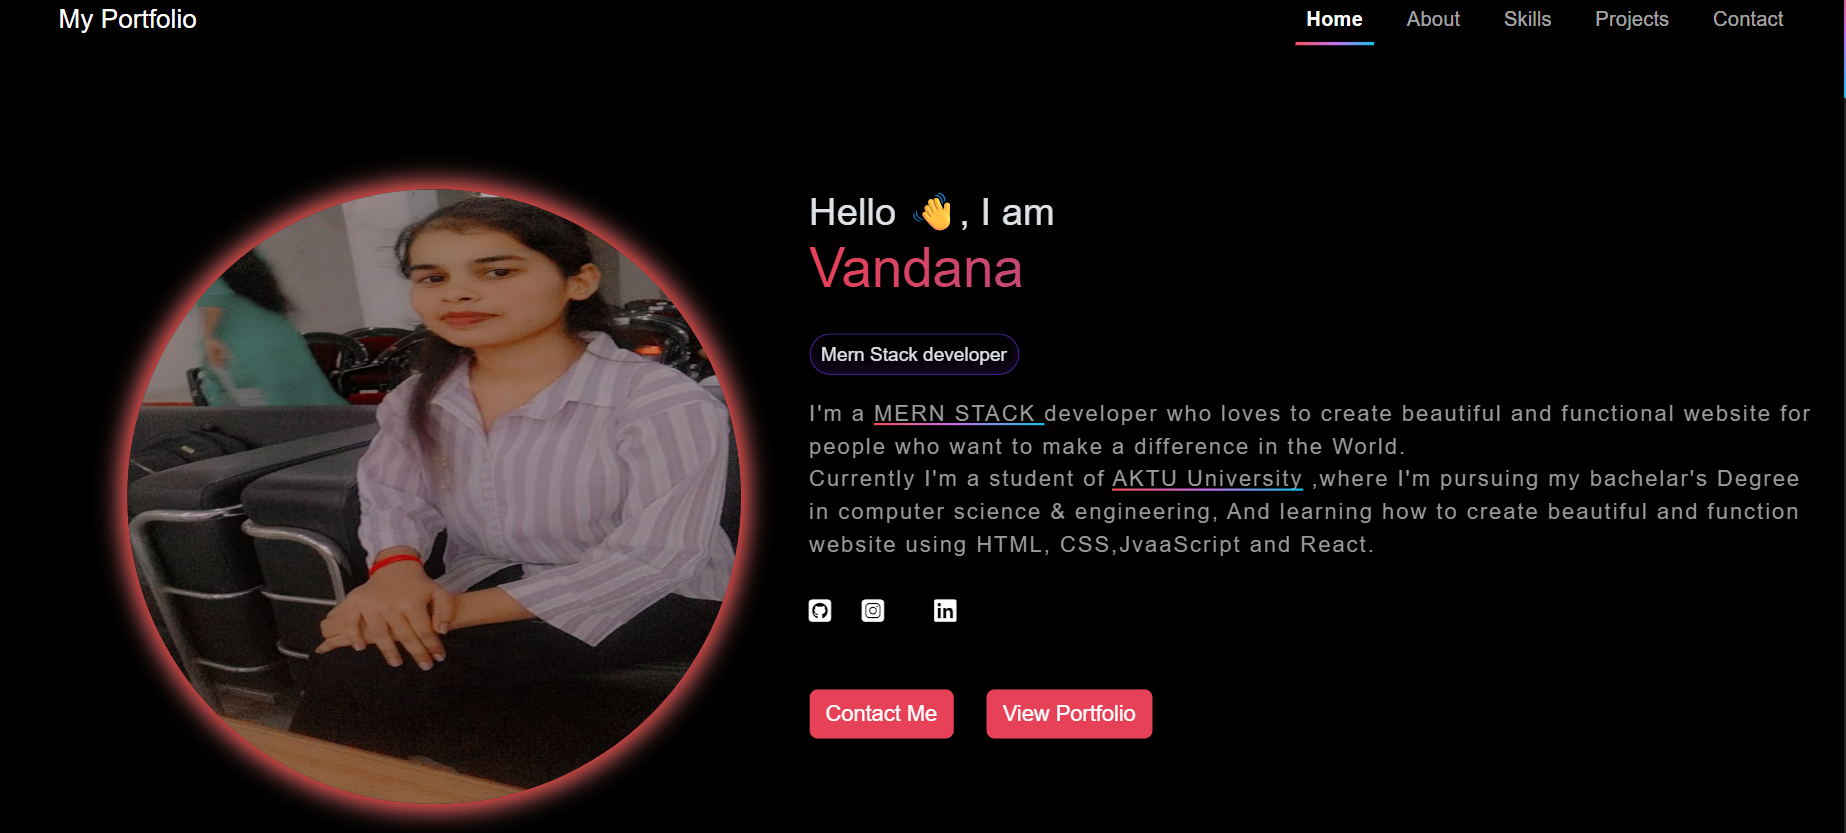 My Portfolio
Home About Skills Projects Contact
Hello 👋, I am
Vandana
Mern Stack developer
I'm a MERN STACK developer who loves to create beautiful and functional website for
people who want to make a difference in the World.
Currently I'm a student of AKTU University ,where I'm pursuing my bachelar's Degree
in computer science & engineering, And learning how to create beautiful and function
website using HTML, CSS,JvaaScript and React.
in
Contact Me View Portfolio